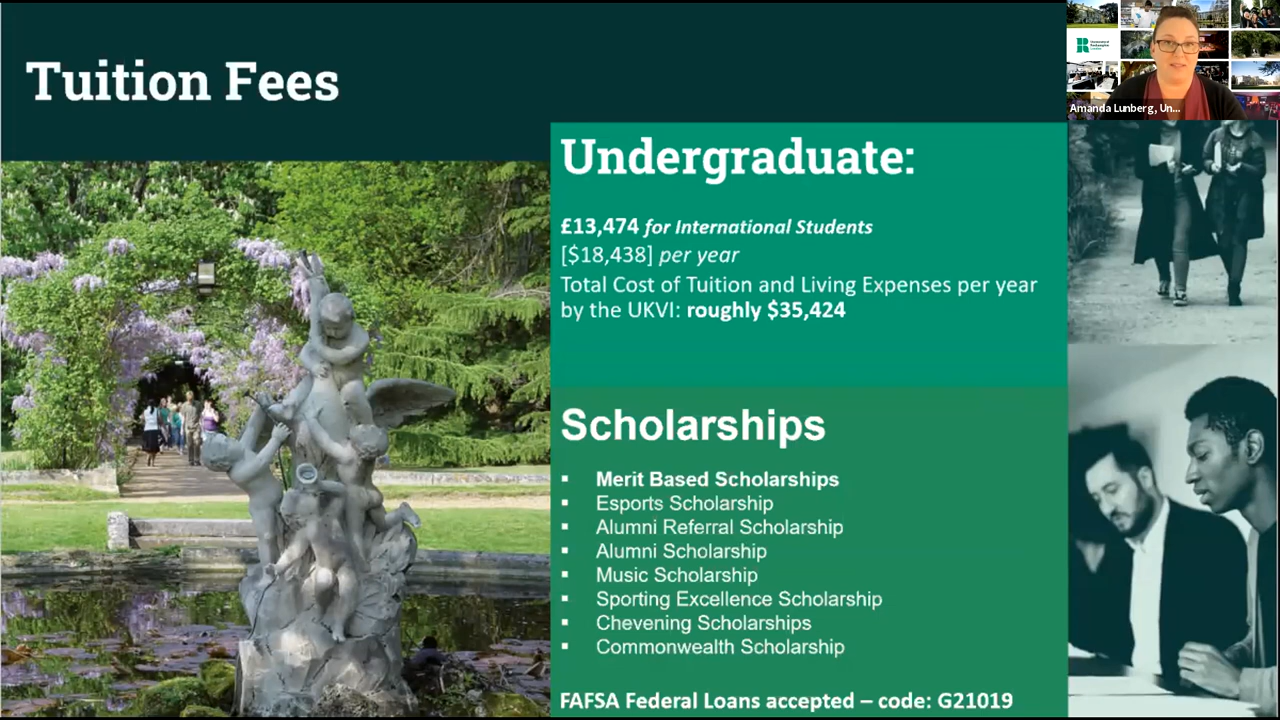 Tuition Fees
Amanda Lunberg, Un...
Undergraduate:
£13,474 for International Students
[$18,438] per year
Total Cost of Tuition and Living Expenses per year
by the UKVI: roughly $35,424
Scholarships
▪ Merit Based Scholarships
▪ Esports Scholarship
▪ Alumni Referral Scholarship
▪ Alumni Scholarship
▪ Music Scholarship
▪ Sporting Excellence Scholarship
▪ Chevening Scholarships
▪ Commonwealth Scholarship
FAFSA Federal Loans accepted – code: G21019